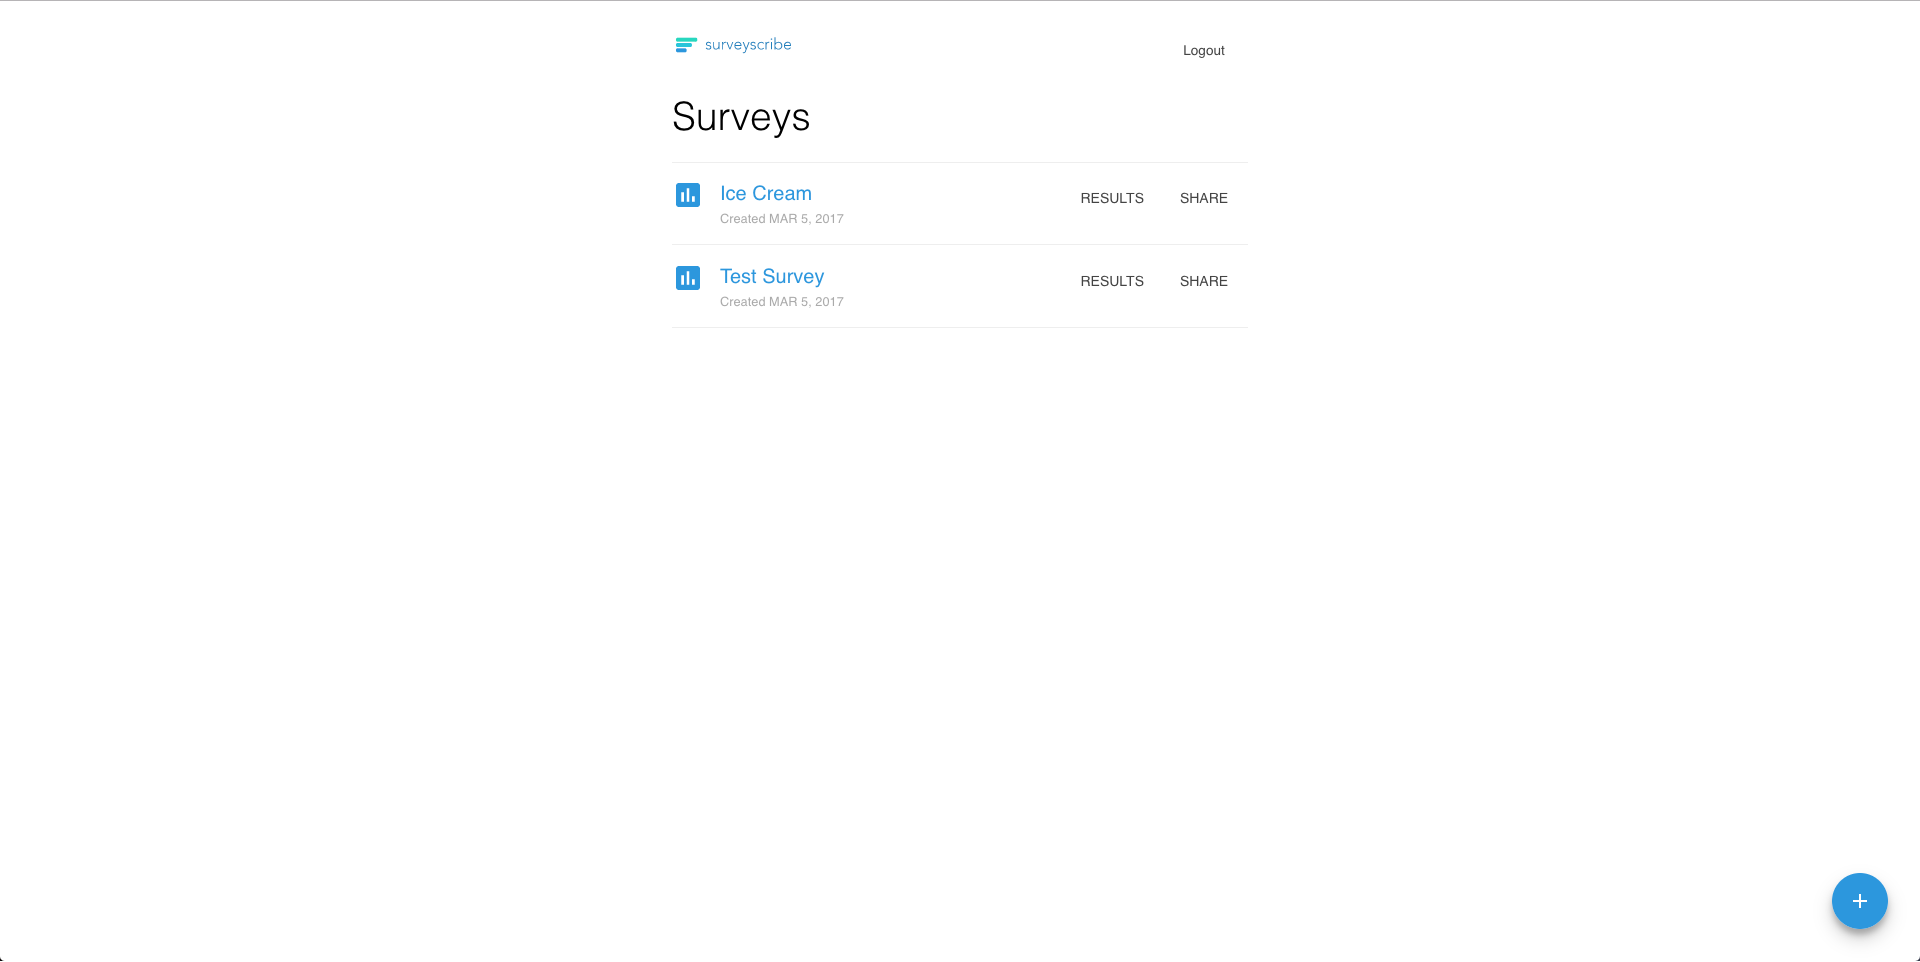 surveyscribe
Logout
Surveys
Ice Cream
RESULTS
SHARE
Created MAR 5, 2017
Test Survey
RESULTS
SHARE
Created MAR 5, 2017
+